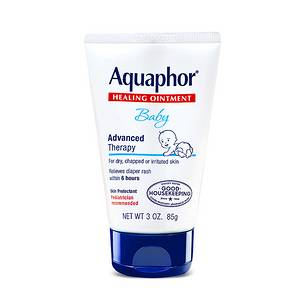 Aquaphor®
HEALING OINTMENT
Baby
Advanced
Therapy
For dry, chapped or irritated skin
Relieves diaper rash
within 6 hours
Skin Protectant
Pediatrician
recommended
GOOD
HOUSEKEEPING
NET WT 3 OZ. 85g